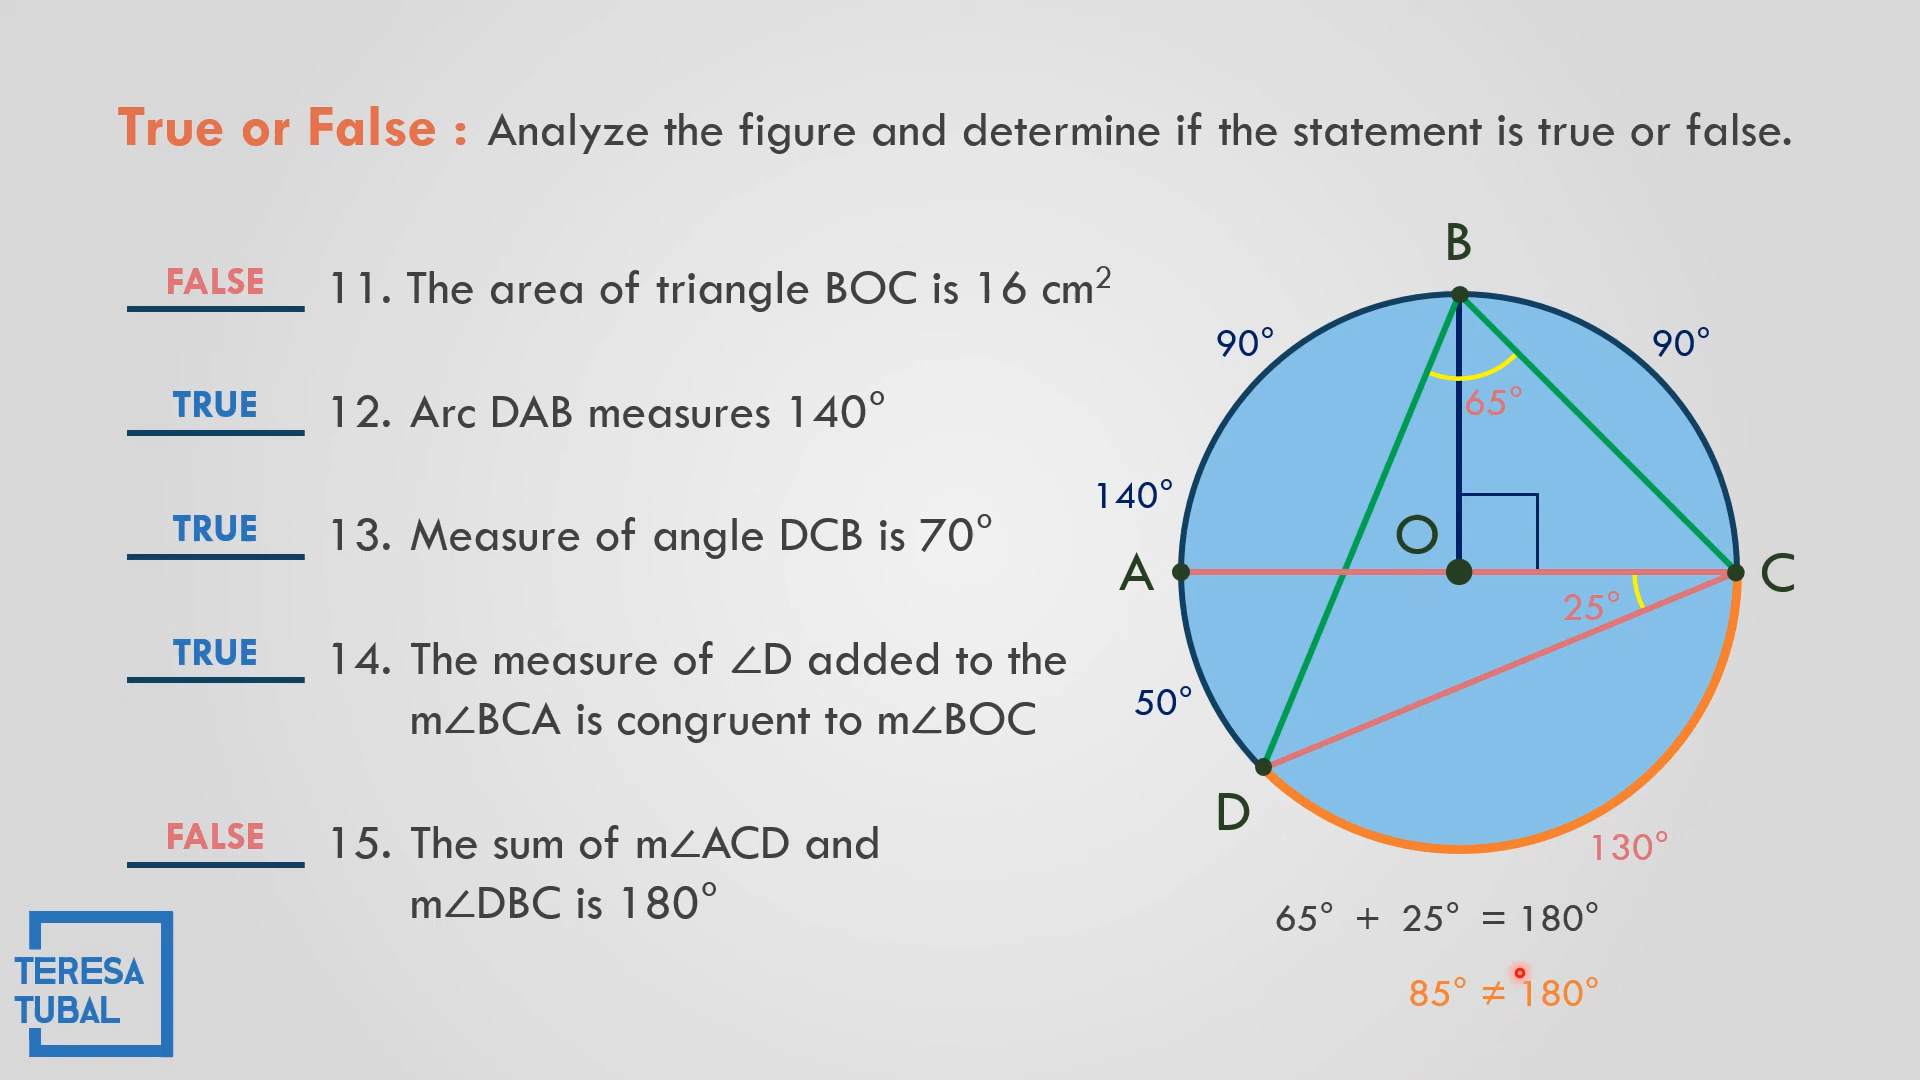 True or False : Analyze the figure and determine if the statement is true or false.
FALSE 11. The area of triangle BOC is 16 cm²
TRUE 12. Arc DAB measures 140°
TRUE 13. Measure of angle DCB is 70°
TRUE 14. The measure of ∠D added to the
m∠BCA is congruent to m∠BOC
FALSE 15. The sum of m∠ACD and
m∠DBC is 180°
B
90°
90°
65°
140°
O
A
C
25°
50°
D
130°
65° + 25° = 180°
85° ≠ 180°
TERESA
TUBAL